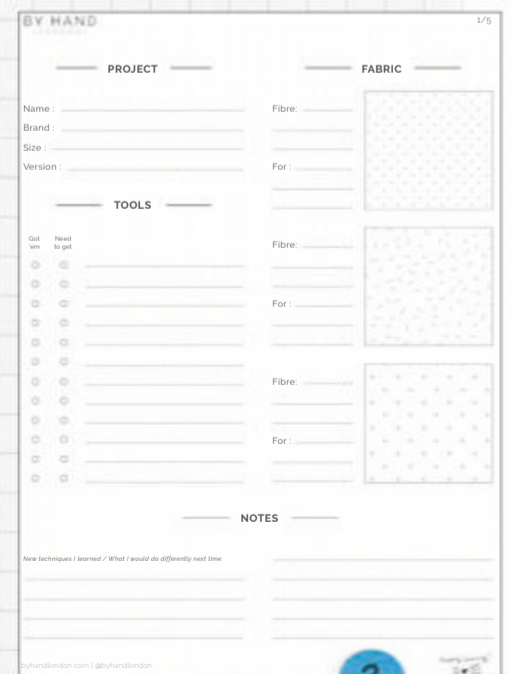 BY HAND
LONDON
1/5
PROJECT
Name :
Brand :
Size :
Version :
TOOLS
Got 'em
Need to get
FABRIC
Fibre:
For :
Fibre:
For :
Fibre:
For :
NOTES
New techniques I learned / What I would do differently next time
byhandlondon.com | @byhandlondon